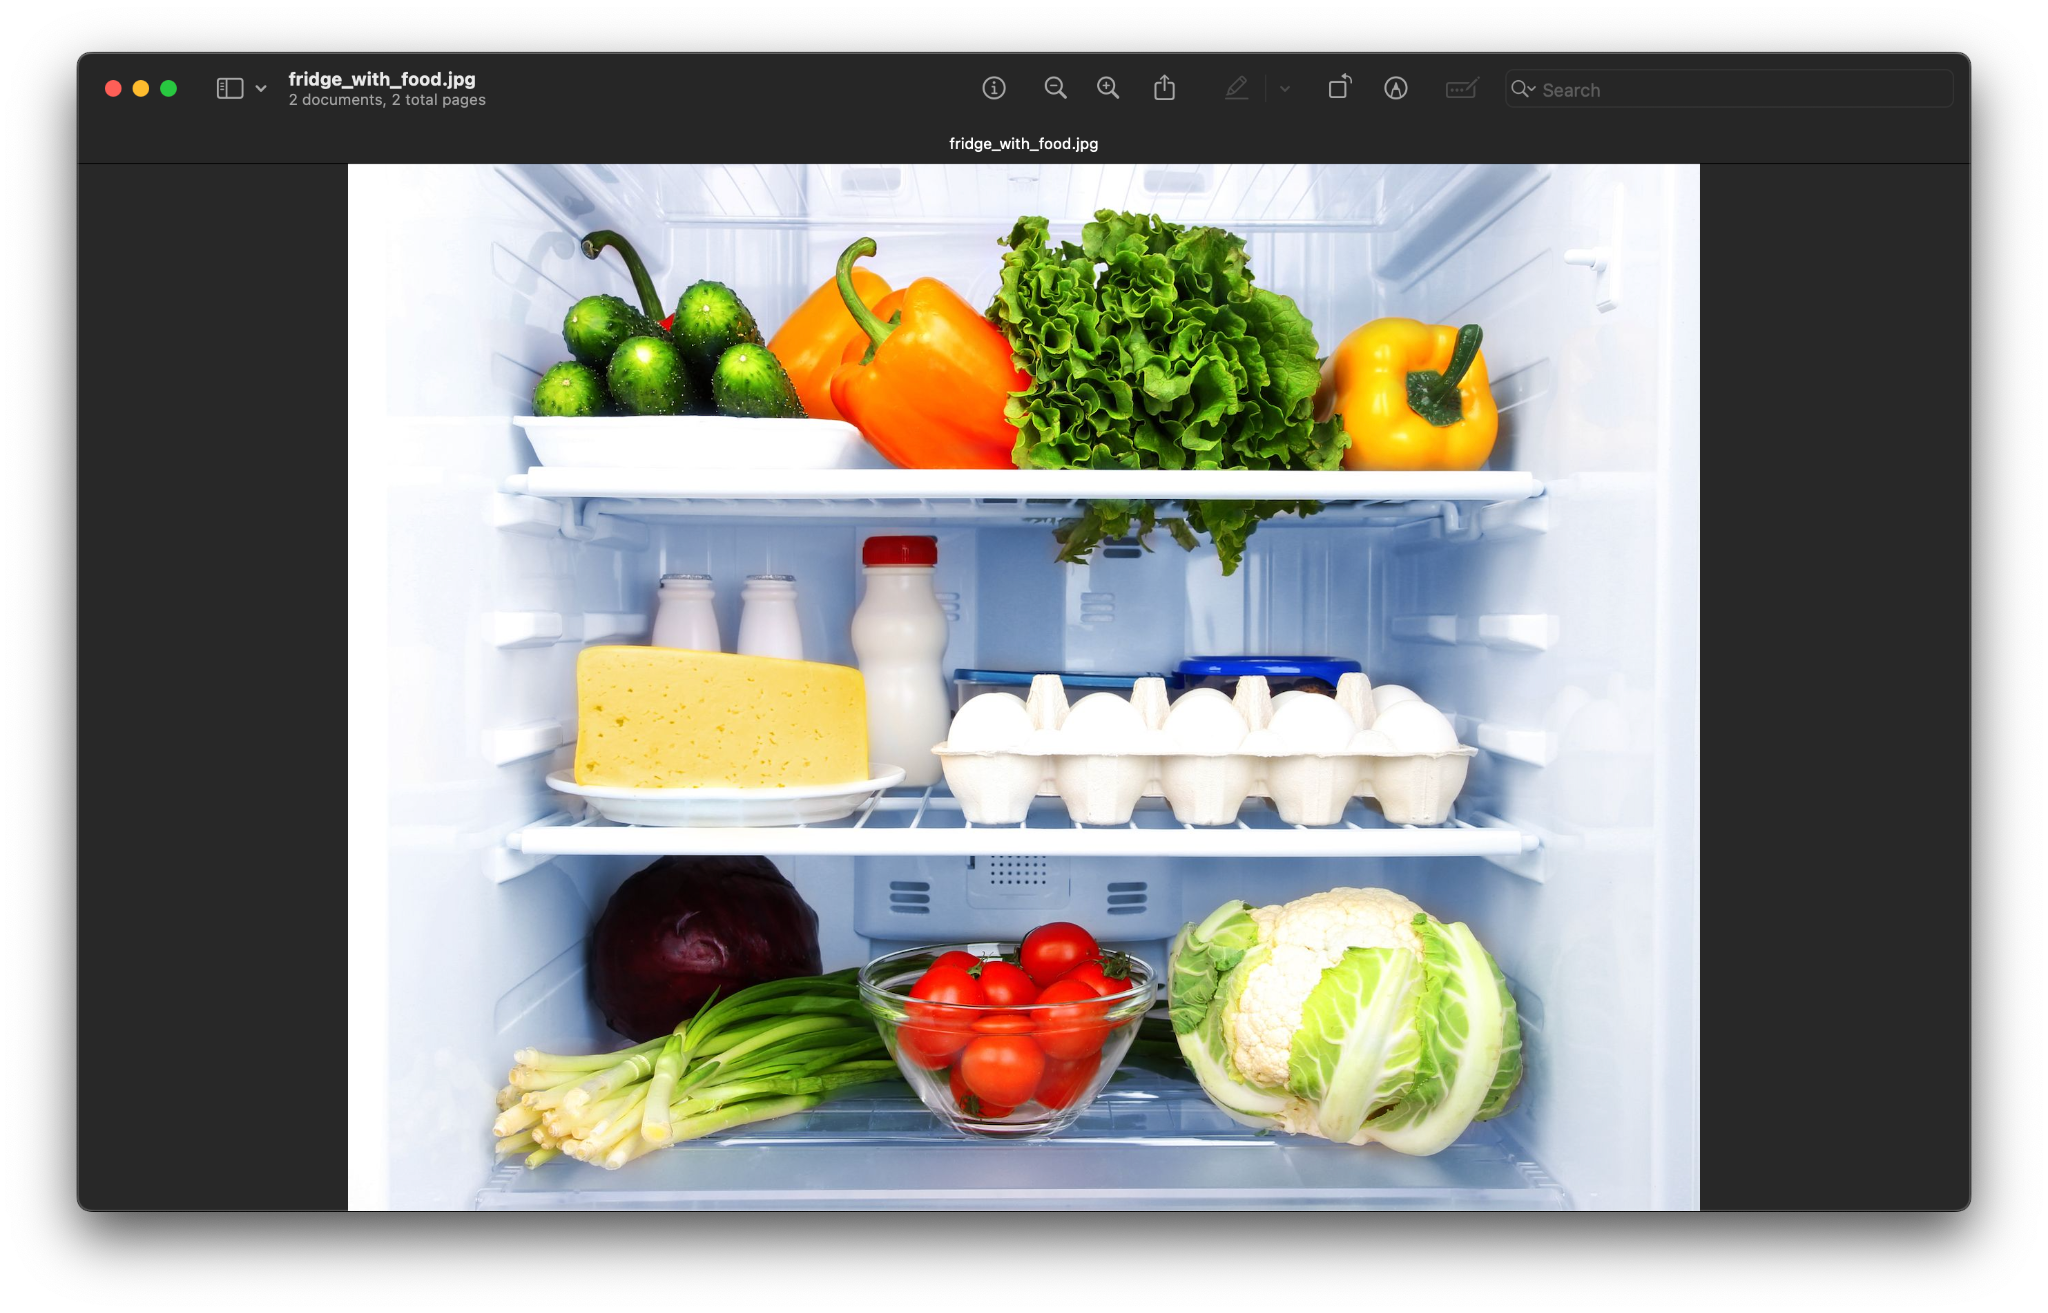 fridge_with_food.jpg
2 documents, 2 total pages
Search
fridge_with_food.jpg